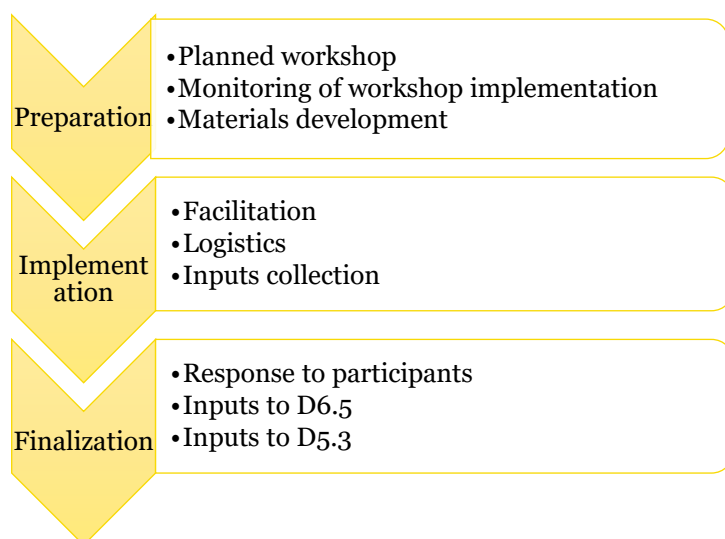 Preparation
•Planned workshop
•Monitoring of workshop implementation
•Materials development
Implement
ation
•Facilitation
•Logistics
•Inputs collection
Finalization
•Response to participants
•Inputs to D6.5
•Inputs to D5.3